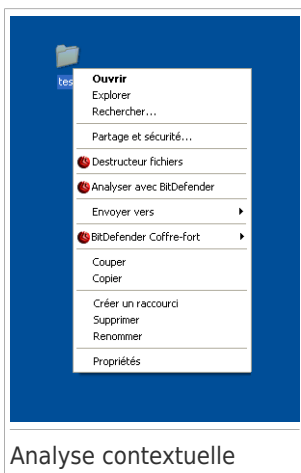 tes
Ouvrir
Explorer
Rechercher...
Partage et sécurité...
Destructeur fichiers
Analyser avec BitDefender
Envoyer vers
BitDefender Coffre-fort
Couper
Copier
Créer un raccourci
Supprimer
Renommer
Propriétés
Analyse contextuelle